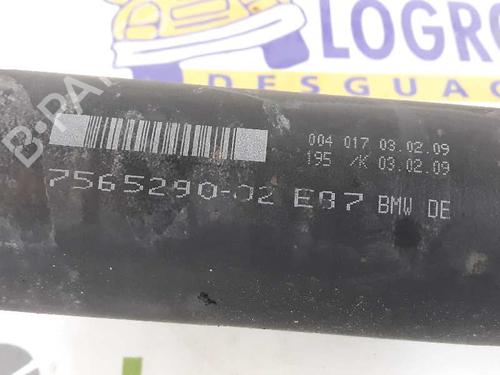 LOGRO
DESGUAC
B-PA
004 017 03.02.09
195 /K 03.02.09
7565290-02 E87 BMW DE